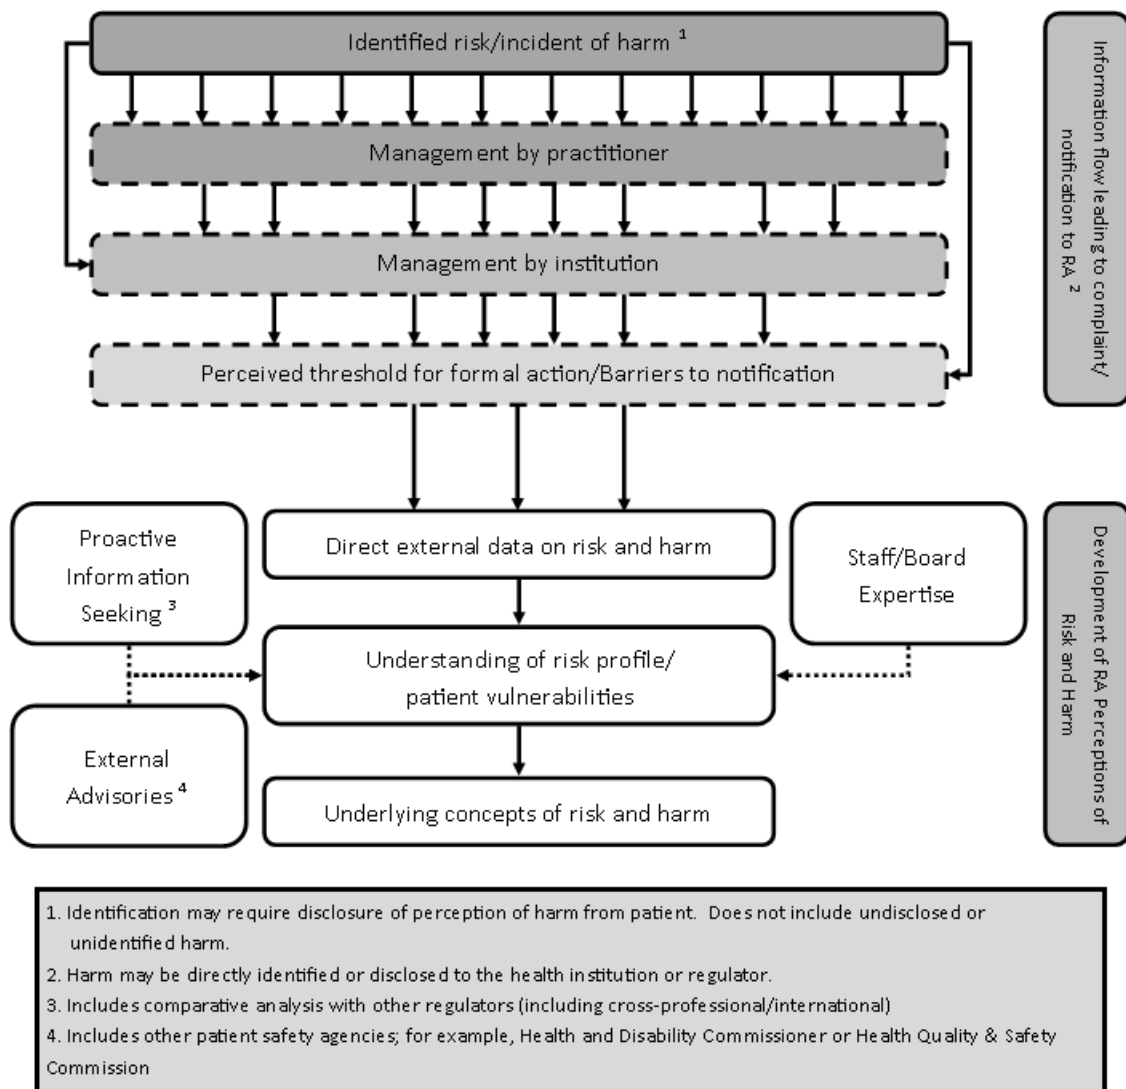 Identified risk/incident of harm 1
Management by practitioner
Management by institution
Perceived threshold for formal action/Barriers to notification
Information flow leading to complaint/
notification to RA 2
Proactive
Information
Seeking 3
Direct external data on risk and harm
Staff/Board
Expertise
Understanding of risk profile/
patient vulnerabilities
External
Advisories 4
Underlying concepts of risk and harm
Development of RA Perceptions of
Risk and Harm
1. Identification may require disclosure of perception of harm from patient. Does not include undisclosed or
unidentified harm.
2. Harm may be directly identified or disclosed to the health institution or regulator.
3. Includes comparative analysis with other regulators (including cross-professional/international)
4. Includes other patient safety agencies; for example, Health and Disability Commissioner or Health Quality & Safety
Commission